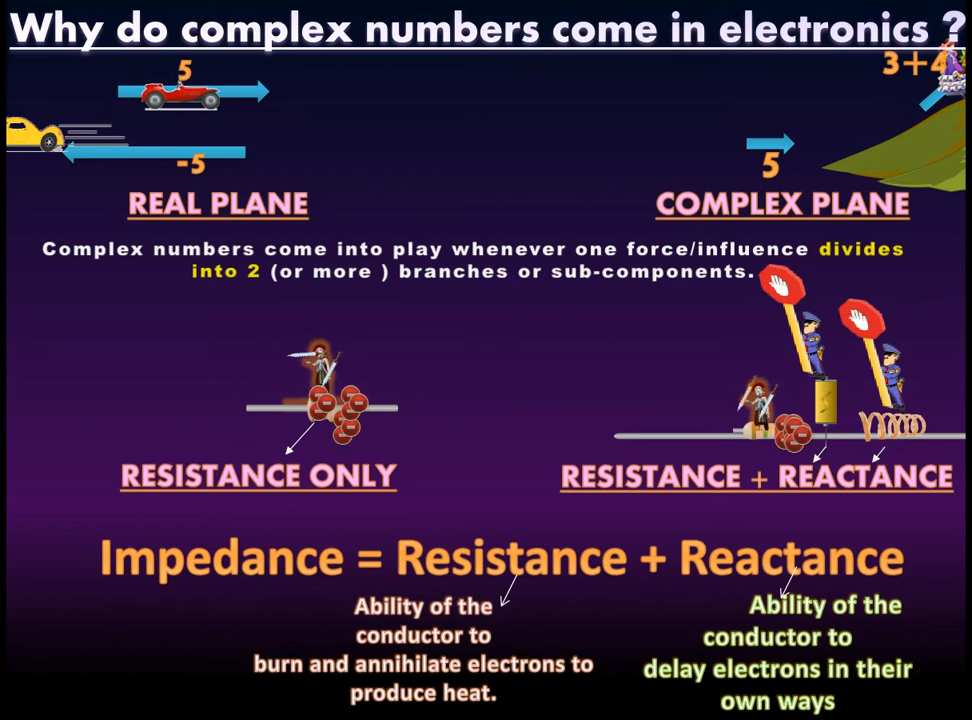 Why do complex numbers come in electronics ?
5
3+4
-5
5
REAL PLANE
COMPLEX PLANE
Complex numbers come into play whenever one force/influence divides
into 2 (or more ) branches or sub-components.
RESISTANCE ONLY
RESISTANCE + REACTANCE
Impedance = Resistance + Reactance
Ability of the
conductor to
burn and annihilate electrons to
produce heat.
Ability of the
conductor to
delay electrons in their
own ways